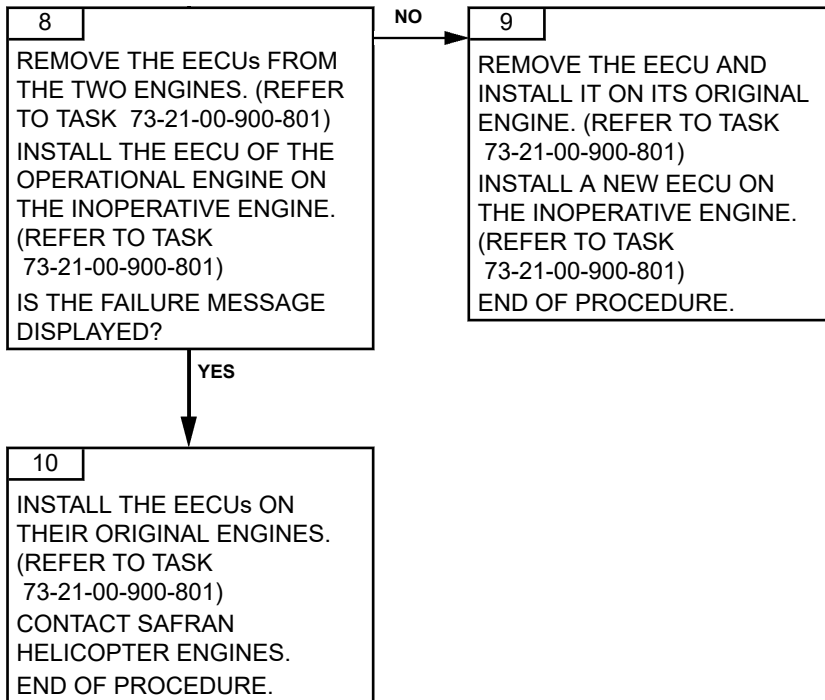 8
REMOVE THE EECUs FROM
THE TWO ENGINES. (REFER
TO TASK 73-21-00-900-801)
INSTALL THE EECU OF THE
OPERATIONAL ENGINE ON
THE INOPERATIVE ENGINE.
(REFER TO TASK
73-21-00-900-801)
IS THE FAILURE MESSAGE
DISPLAYED?
NO
9
REMOVE THE EECU AND
INSTALL IT ON ITS ORIGINAL
ENGINE. (REFER TO TASK
73-21-00-900-801)
INSTALL A NEW EECU ON
THE INOPERATIVE ENGINE.
(REFER TO TASK
73-21-00-900-801)
END OF PROCEDURE.
YES
10
INSTALL THE EECUs ON
THEIR ORIGINAL ENGINES.
(REFER TO TASK
73-21-00-900-801)
CONTACT SAFRAN
HELICOPTER ENGINES.
END OF PROCEDURE.